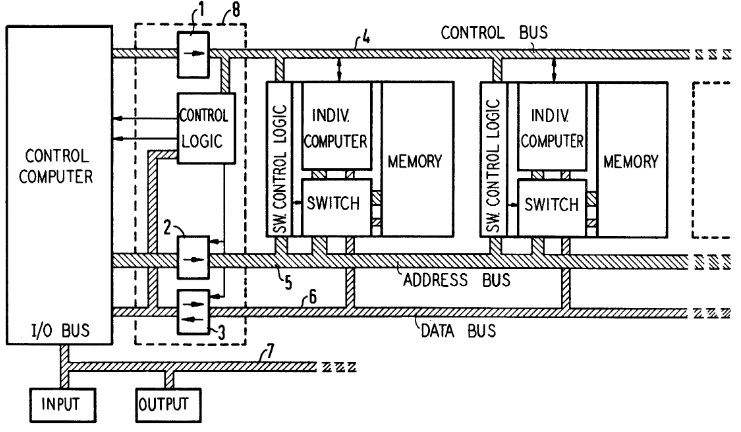 1
8
4
CONTROL BUS
CONTROL
LOGIC
CONTROL
COMPUTER
SW. CONTROL LOGIC
INDIV.
COMPUTER
MEMORY
SWITCH
SW. CONTROL LOGIC
INDIV.
COMPUTER
MEMORY
SWITCH
2
5
ADDRESS BUS
6
3
DATA BUS
I/O BUS
7
INPUT
OUTPUT